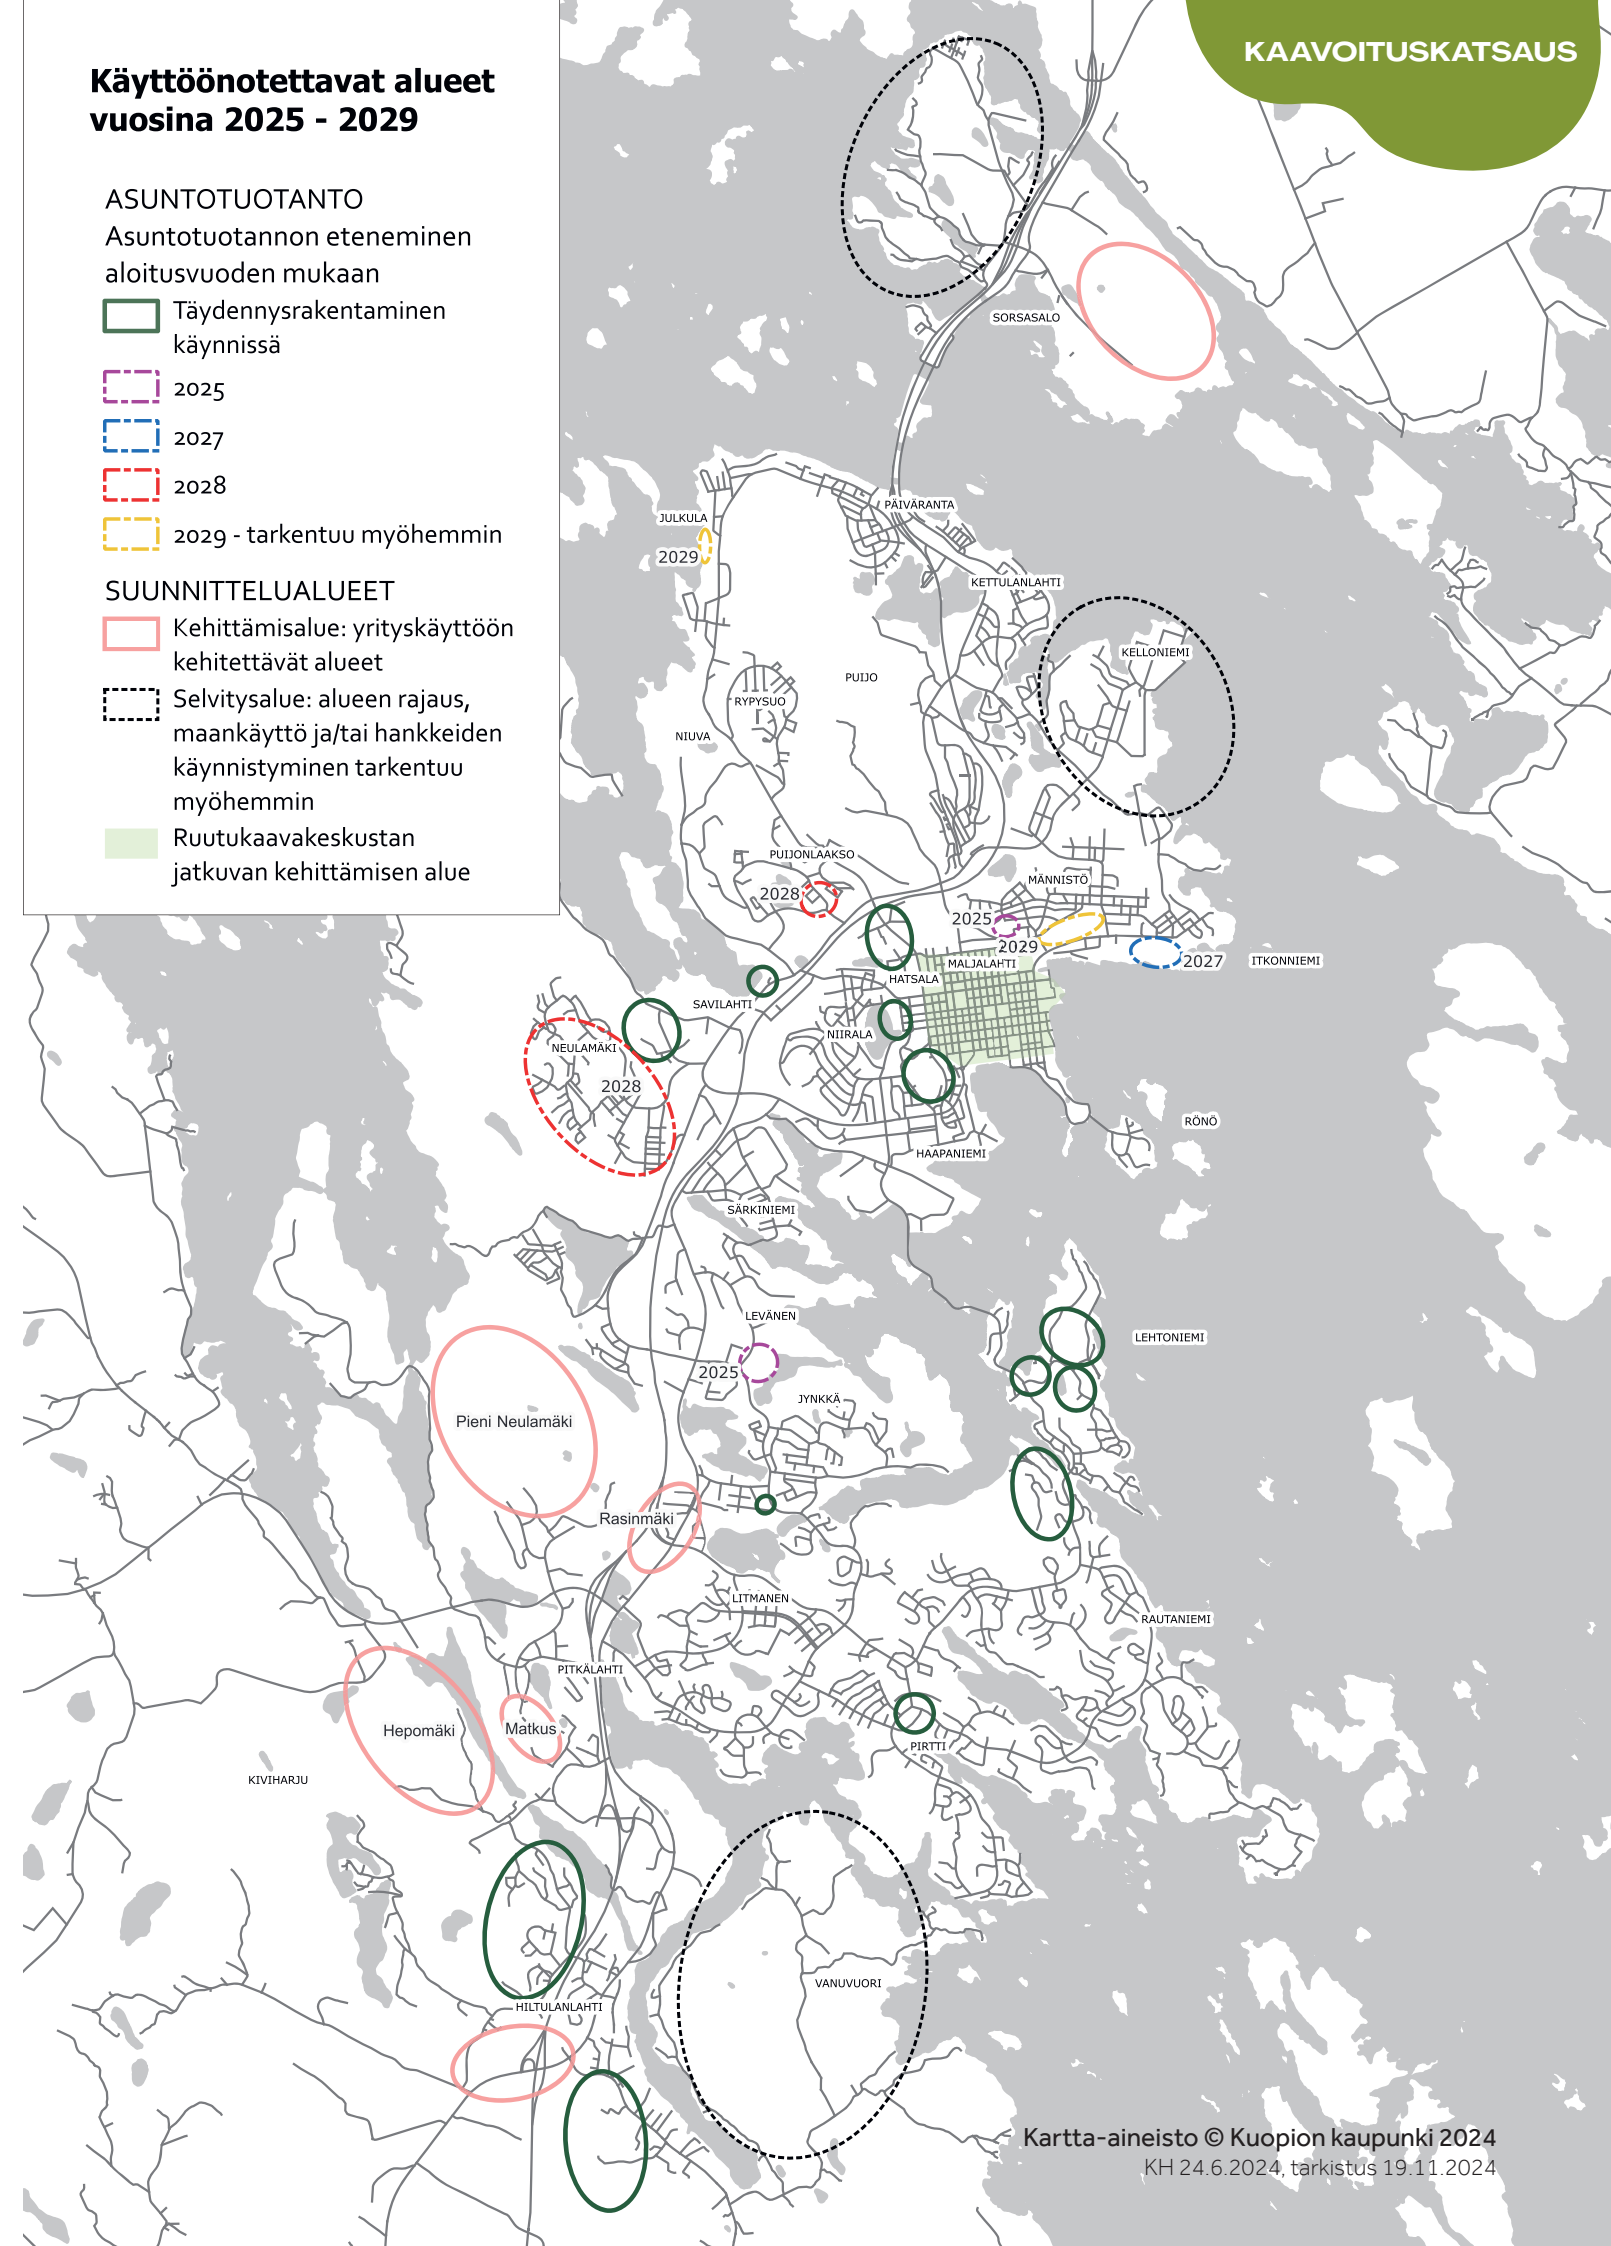 KAAVOITUSKATSAUS
Käyttöönotettavat alueet
vuosina 2025 - 2029
ASUNTOTUOTANTO
Asuntotuotannon eteneminen
aloitusvuoden mukaan
Täydennysrakentaminen
käynnissä
2025
2027
2028
2029 - tarkentuu myöhemmin
SUUNNITTELUALUEET
Kehittämisalue: yrityskäyttöön
kehitettävät alueet
Selvitysalue: alueen rajaus,
maankäyttö ja/tai hankkeiden
käynnistyminen tarkentuu
myöhemmin
Ruutukaavakeskustan
jatkuvan kehittämisen alue
SORSASALO
PÄIVÄRANTA
JULKULA
2029
KETTULANLAHTI
KELLONIEMI
PUIJO
RYPYSUO
NIUVA
PUIJONLAAKSO
2028
MÄNNISTÖ
2025
2029
MALJALAHTI
2027
ITKONNIEMI
HATSALA
SAVILAHTI
NIIRALA
NEULAMÄKI
2028
RÖNÖ
HAAPANIEMI
SÄRKINIEMI
LEVÄNEN
2025
LEHTONIEMI
JYNKKÄ
Pieni Neulamäki
Rasinmäki
LITMANEN
RAUTANIEMI
PITKÄLAHTI
Hepomäki
Matkus
PIRTTI
KIVIHARJU
VANUVUORI
HILTULANLAHTI
Kartta-aineisto © Kuopion kaupunki 2024
KH 24.6.2024, tarkistus 19.11.2024